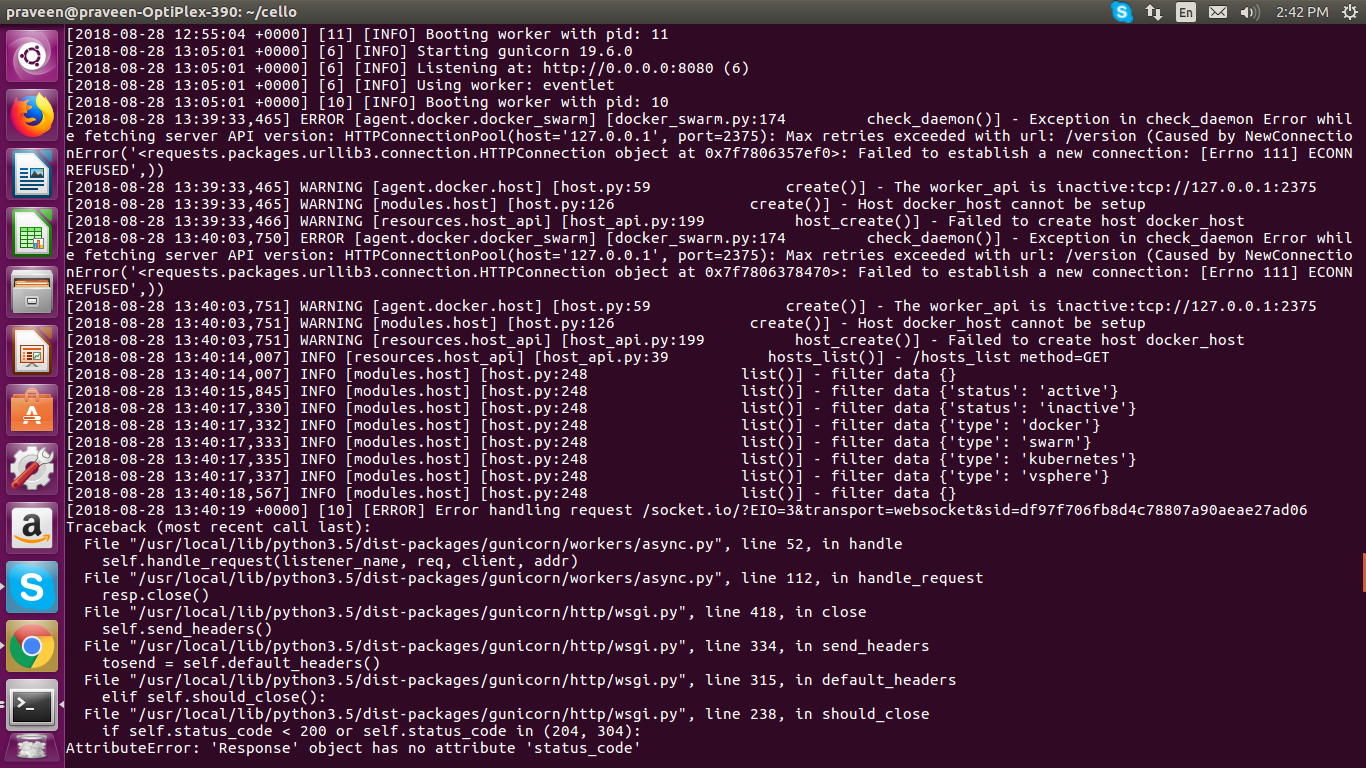 praveen@praveen-OptiPlex-390: ~/cello
En
2:42 PM
[2018-08-28 12:55:04 +0000] [11] [INFO] Booting worker with pid: 11
[2018-08-28 13:05:01 +0000] [6] [INFO] Starting gunicorn 19.6.0
[2018-08-28 13:05:01 +0000] [6] [INFO] Listening at: http://0.0.0.0:8080 (6)
[2018-08-28 13:05:01 +0000] [6] [INFO] Using worker: eventlet
[2018-08-28 13:05:01 +0000] [10] [INFO] Booting worker with pid: 10
[2018-08-28 13:39:33,465] ERROR [agent.docker.docker_swarm] [docker_swarm.py:174         check_daemon()] - Exception in check_daemon Error whil
e fetching server API version: HTTPConnectionPool(host='127.0.0.1', port=2375): Max retries exceeded with url: /version (Caused by NewConnectio
nError('<requests.packages.urllib3.connection.HTTPConnection object at 0x7f7806357ef0>: Failed to establish a new connection: [Errno 111] ECONN
REFUSED',))
[2018-08-28 13:39:33,465] WARNING [agent.docker.host] [host.py:59               create()] - The worker_api is inactive:tcp://127.0.0.1:2375
[2018-08-28 13:39:33,465] WARNING [modules.host] [host.py:126               create()] - Host docker_host cannot be setup
[2018-08-28 13:39:33,466] WARNING [resources.host_api] [host_api.py:199          host_create()] - Failed to create host docker_host
[2018-08-28 13:40:03,750] ERROR [agent.docker.docker_swarm] [docker_swarm.py:174         check_daemon()] - Exception in check_daemon Error whil
e fetching server API version: HTTPConnectionPool(host='127.0.0.1', port=2375): Max retries exceeded with url: /version (Caused by NewConnectio
nError('<requests.packages.urllib3.connection.HTTPConnection object at 0x7f7806378470>: Failed to establish a new connection: [Errno 111] ECONN
REFUSED',))
[2018-08-28 13:40:03,751] WARNING [agent.docker.host] [host.py:59               create()] - The worker_api is inactive:tcp://127.0.0.1:2375
[2018-08-28 13:40:03,751] WARNING [modules.host] [host.py:126               create()] - Host docker_host cannot be setup
[2018-08-28 13:40:03,751] WARNING [resources.host_api] [host_api.py:199          host_create()] - Failed to create host docker_host
[2018-08-28 13:40:14,007] INFO [resources.host_api] [host_api.py:39           hosts_list()] - /hosts_list method=GET
[2018-08-28 13:40:14,007] INFO [modules.host] [host.py:248                 list()] - filter data {}
[2018-08-28 13:40:15,845] INFO [modules.host] [host.py:248                 list()] - filter data {'status': 'active'}
[2018-08-28 13:40:17,330] INFO [modules.host] [host.py:248                 list()] - filter data {'status': 'inactive'}
[2018-08-28 13:40:17,332] INFO [modules.host] [host.py:248                 list()] - filter data {'type': 'docker'}
[2018-08-28 13:40:17,333] INFO [modules.host] [host.py:248                 list()] - filter data {'type': 'swarm'}
[2018-08-28 13:40:17,335] INFO [modules.host] [host.py:248                 list()] - filter data {'type': 'kubernetes'}
[2018-08-28 13:40:17,337] INFO [modules.host] [host.py:248                 list()] - filter data {'type': 'vsphere'}
[2018-08-28 13:40:18,567] INFO [modules.host] [host.py:248                 list()] - filter data {}
[2018-08-28 13:40:19 +0000] [10] [ERROR] Error handling request /socket.io/?EIO=3&transport=websocket&sid=df97f706fb8d4c78807a90aeae27ad06
Traceback (most recent call last):
  File "/usr/local/lib/python3.5/dist-packages/gunicorn/workers/async.py", line 52, in handle
    self.handle_request(listener_name, req, client, addr)
  File "/usr/local/lib/python3.5/dist-packages/gunicorn/workers/async.py", line 112, in handle_request
    resp.close()
  File "/usr/local/lib/python3.5/dist-packages/gunicorn/http/wsgi.py", line 418, in close
    self.send_headers()
  File "/usr/local/lib/python3.5/dist-packages/gunicorn/http/wsgi.py", line 334, in send_headers
    tosend = self.default_headers()
  File "/usr/local/lib/python3.5/dist-packages/gunicorn/http/wsgi.py", line 315, in default_headers
    elif self.should_close():
  File "/usr/local/lib/python3.5/dist-packages/gunicorn/http/wsgi.py", line 238, in should_close
    if self.status_code < 200 or self.status_code in (204, 304):
AttributeError: 'Response' object has no attribute 'status_code'